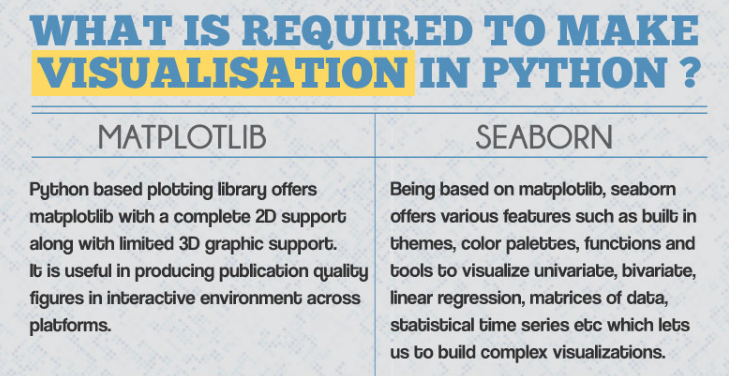 WHAT IS REQUIRED TO MAKE
VISUALISATION IN PYTHON ?
MATPLOTLIB
Python based plotting library offers
matplotlib with a complete 2D support
along with limited 3D graphic support.
It is useful in producing publication quality
figures in interactive environment across
platforms.
SEABORN
Being based on matplotlib, seaborn
offers various features such as built in
themes, color palettes, functions and
tools to visualize univariate, bivariate,
linear regression, matrices of data,
statistical time series etc which lets
us to build complex visualizations.